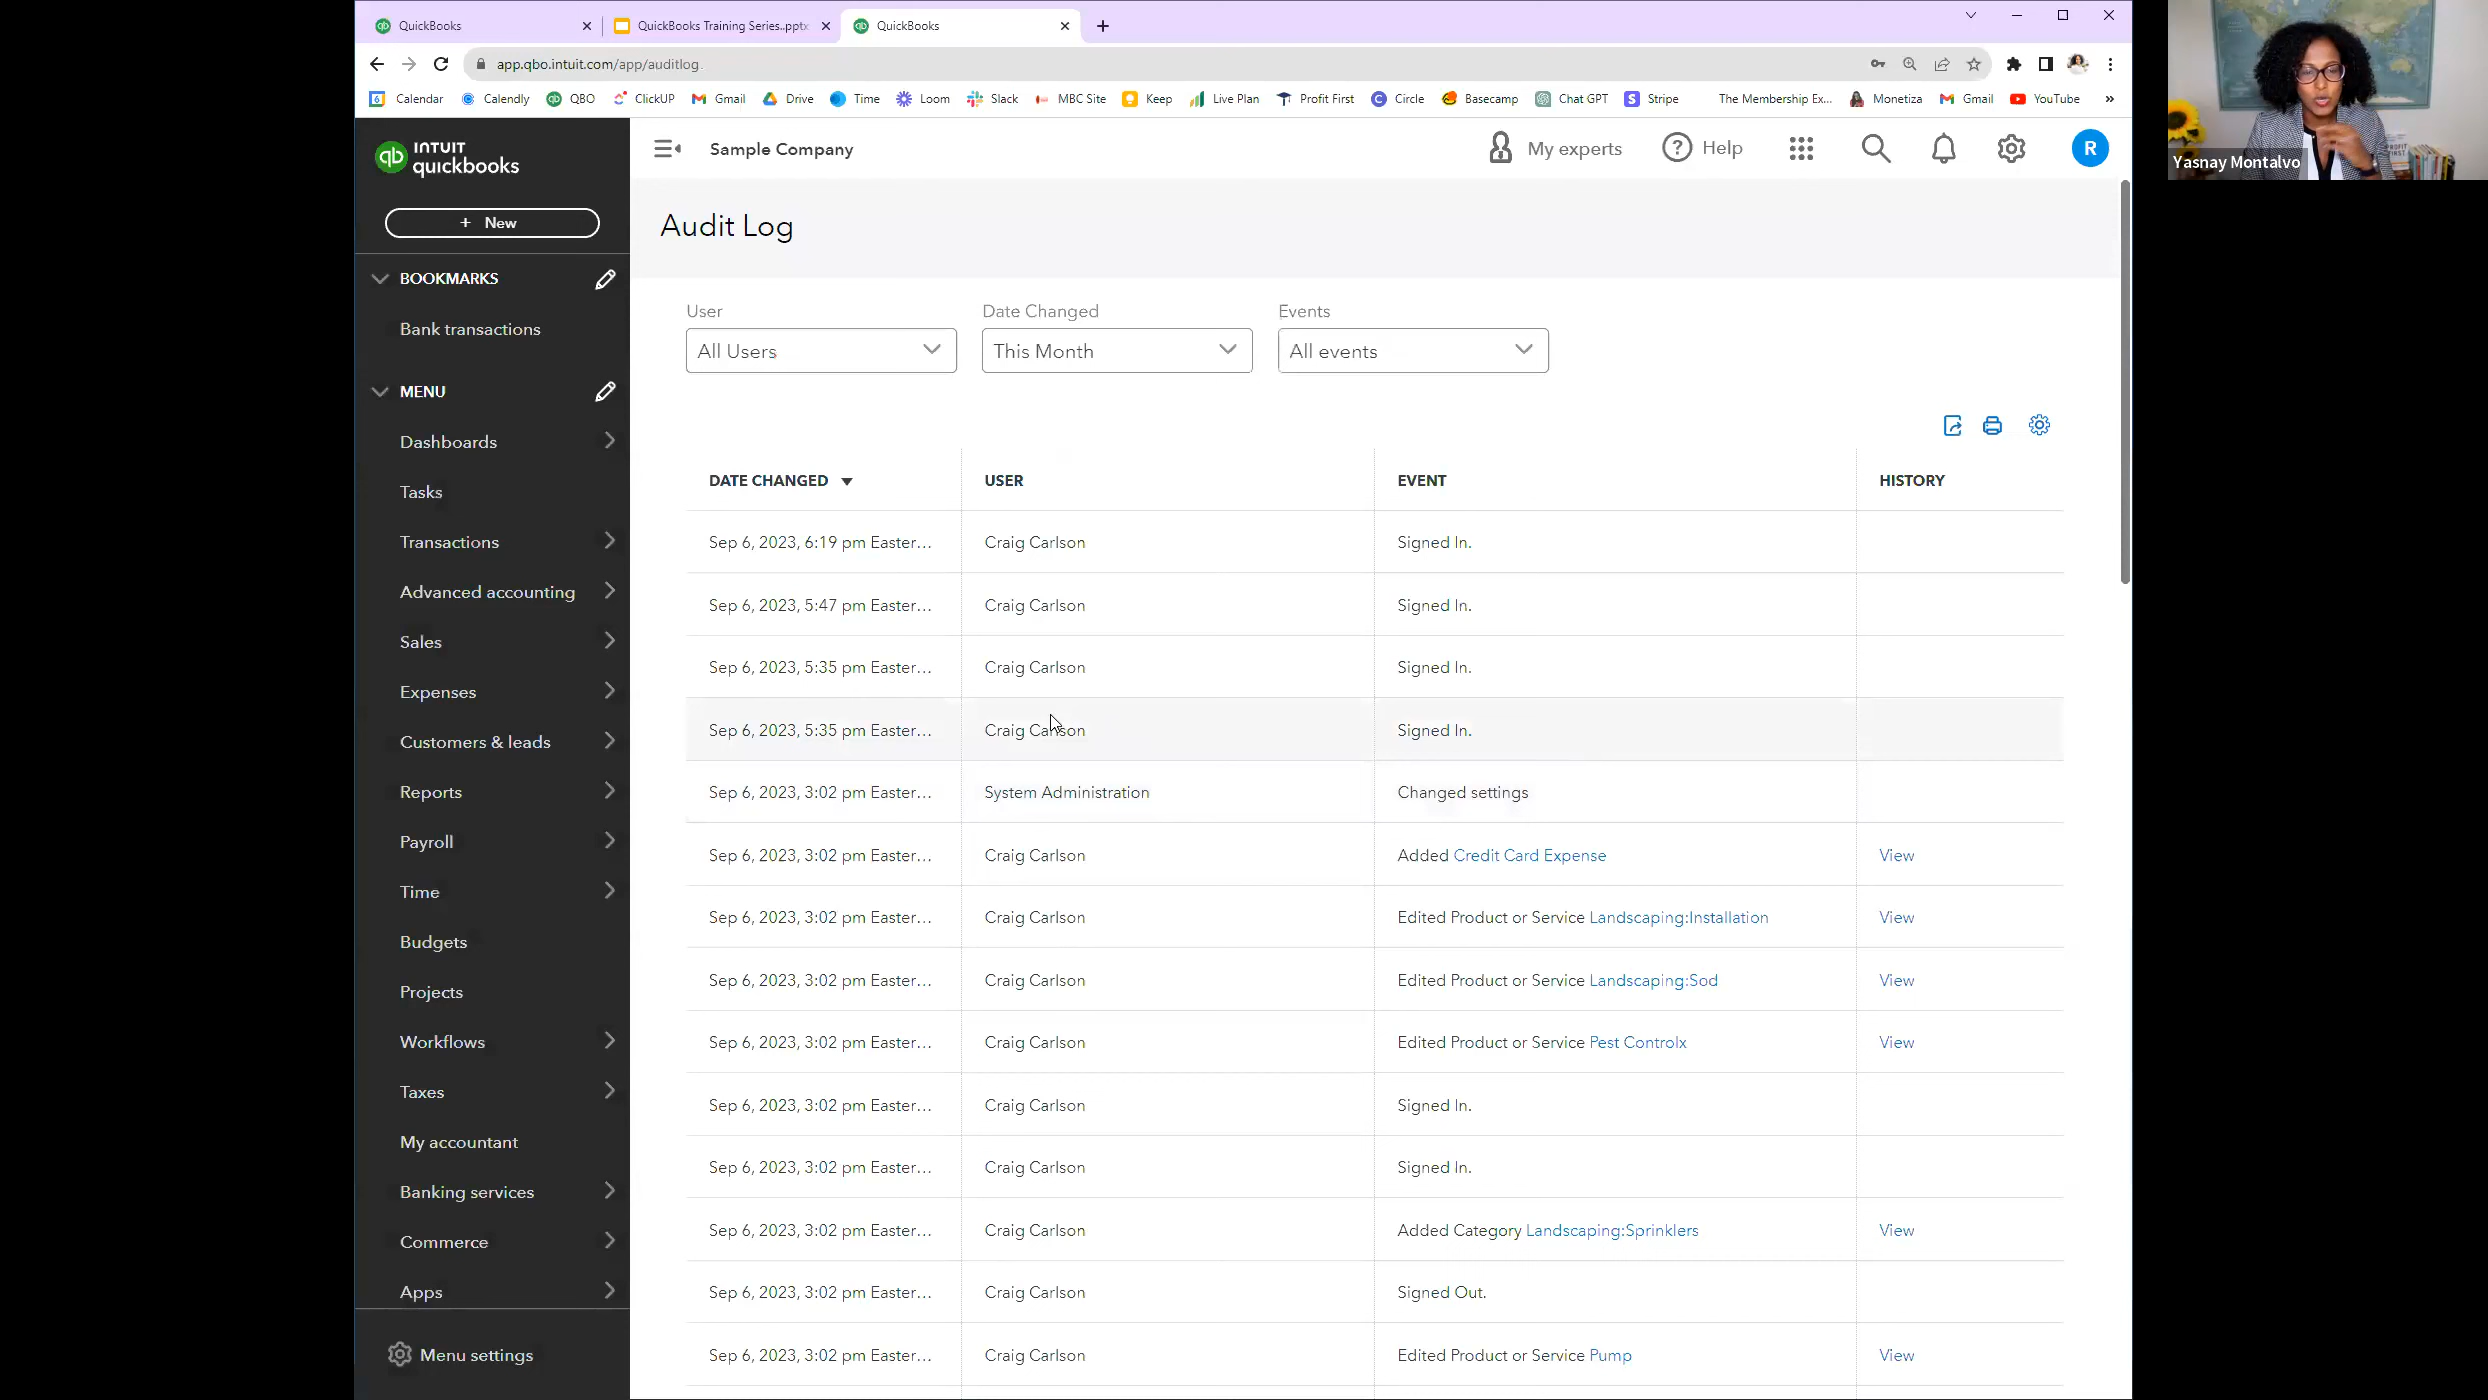 QuickBooks
QuickBooks Training Series..pptx
QuickBooks
app.qbo.intuit.com/app/auditlog
Calendar
Calendly
QBO
ClickUP
Gmail
Drive
Time
Loom
Slack
MBC Site
Keep
Live Plan
Profit First
Circle
Basecamp
Chat GPT
Stripe
The Membership Ex...
Monetiza
Gmail
YouTube
»
Yasnay Montalvo
INTUIT
quickbooks
Sample Company
My experts
Help
R
+ New
BOOKMARKS
Bank transactions
MENU
Dashboards
Tasks
Transactions
Advanced accounting
Sales
Expenses
Customers & leads
Reports
Payroll
Time
Budgets
Projects
Workflows
Taxes
My accountant
Banking services
Commerce
Apps
Menu settings
Audit Log
User Date Changed Events
All Users This Month All events
DATE CHANGED USER EVENT HISTORY
Sep 6, 2023, 6:19 pm Easter... Craig Carlson Signed In.
Sep 6, 2023, 5:47 pm Easter... Craig Carlson Signed In.
Sep 6, 2023, 5:35 pm Easter... Craig Carlson Signed In.
Sep 6, 2023, 5:35 pm Easter... Craig Carlson Signed In.
Sep 6, 2023, 3:02 pm Easter... System Administration Changed settings
Sep 6, 2023, 3:02 pm Easter... Craig Carlson Added Credit Card Expense View
Sep 6, 2023, 3:02 pm Easter... Craig Carlson Edited Product or Service Landscaping:Installation View
Sep 6, 2023, 3:02 pm Easter... Craig Carlson Edited Product or Service Landscaping:Sod View
Sep 6, 2023, 3:02 pm Easter... Craig Carlson Edited Product or Service Pest Controlx View
Sep 6, 2023, 3:02 pm Easter... Craig Carlson Signed In.
Sep 6, 2023, 3:02 pm Easter... Craig Carlson Signed In.
Sep 6, 2023, 3:02 pm Easter... Craig Carlson Added Category Landscaping:Sprinklers View
Sep 6, 2023, 3:02 pm Easter... Craig Carlson Signed Out.
Sep 6, 2023, 3:02 pm Easter... Craig Carlson Edited Product or Service Pump View